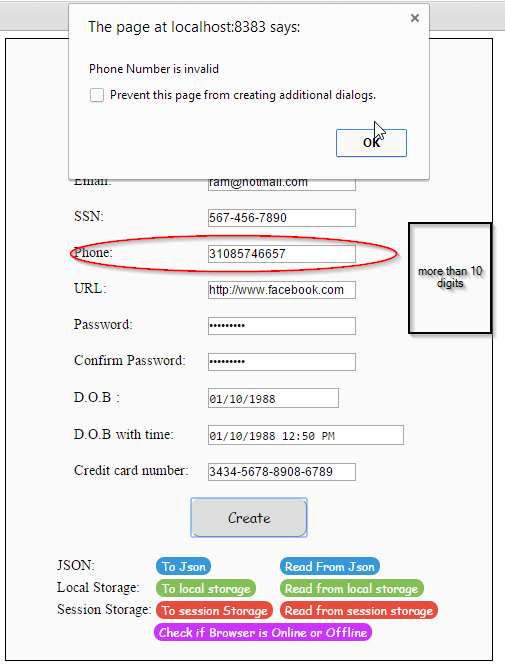 The page at localhost:8383 says:
Phone Number is invalid
Prevent this page from creating additional dialogs.
OK
Email: ram@hotmail.com
SSN: 567-456-7890
Phone: 31085746657
more than 10
digits
URL: http://www.facebook.com
Password: •••••••••
Confirm Password: •••••••••
D.O.B : 01/10/1988
D.O.B with time: 01/10/1988 12:50 PM
Credit card number: 3434-5678-8908-6789
Create
JSON: To Json Read From Json
Local Storage: To local storage Read from local storage
Session Storage: To session Storage Read from session storage
Check if Browser is Online or Offline